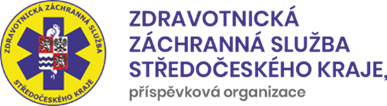 ZDRAVOTNICKÁ ZÁCHRANNÁ SLUŽBA
STŘEDOČESKÉHO KRAJE
ZDRAVOTNICKÁ
ZÁCHRANNÁ SLUŽBA
STŘEDOČESKÉHO KRAJE,
příspěvková organizace